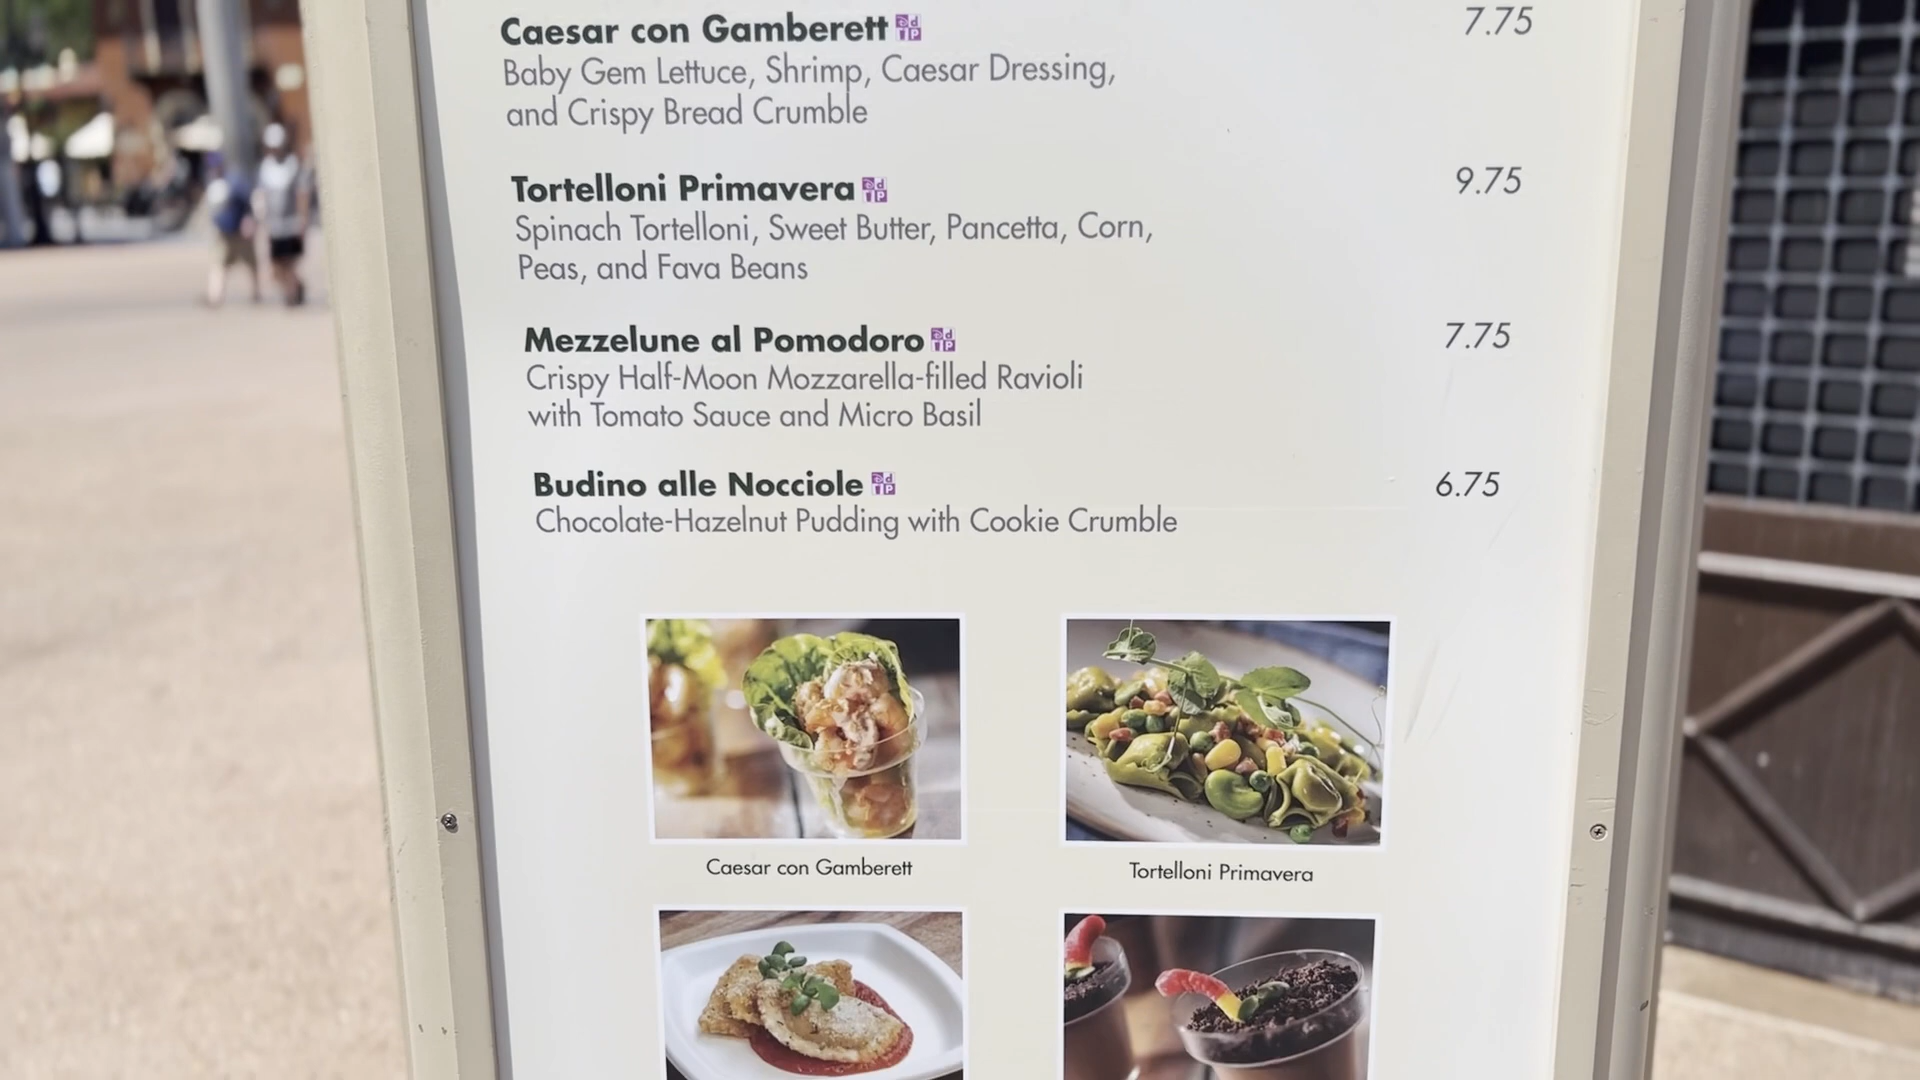 Caesar con Gamberett
7.75
Baby Gem Lettuce, Shrimp, Caesar Dressing,
and Crispy Bread Crumble
Tortelloni Primavera
9.75
Spinach Tortelloni, Sweet Butter, Pancetta, Corn,
Peas, and Fava Beans
Mezzelune al Pomodoro
7.75
Crispy Half-Moon Mozzarella-filled Ravioli
with Tomato Sauce and Micro Basil
Budino alle Nocciole
6.75
Chocolate-Hazelnut Pudding with Cookie Crumble
Caesar con Gamberett
Tortelloni Primavera